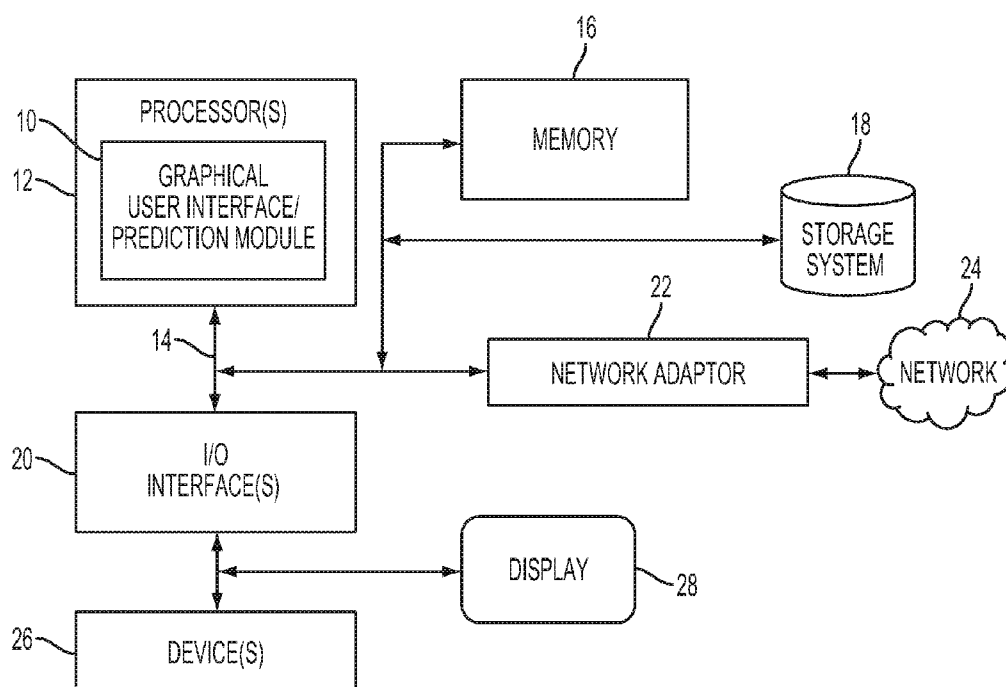 16
PROCESSOR(S)
10
12
GRAPHICAL
USER INTERFACE/
PREDICTION MODULE
MEMORY
18
STORAGE
SYSTEM
14
22
NETWORK ADAPTOR
24
NETWORK
20
I/O
INTERFACE(S)
DISPLAY
28
26
DEVICE(S)